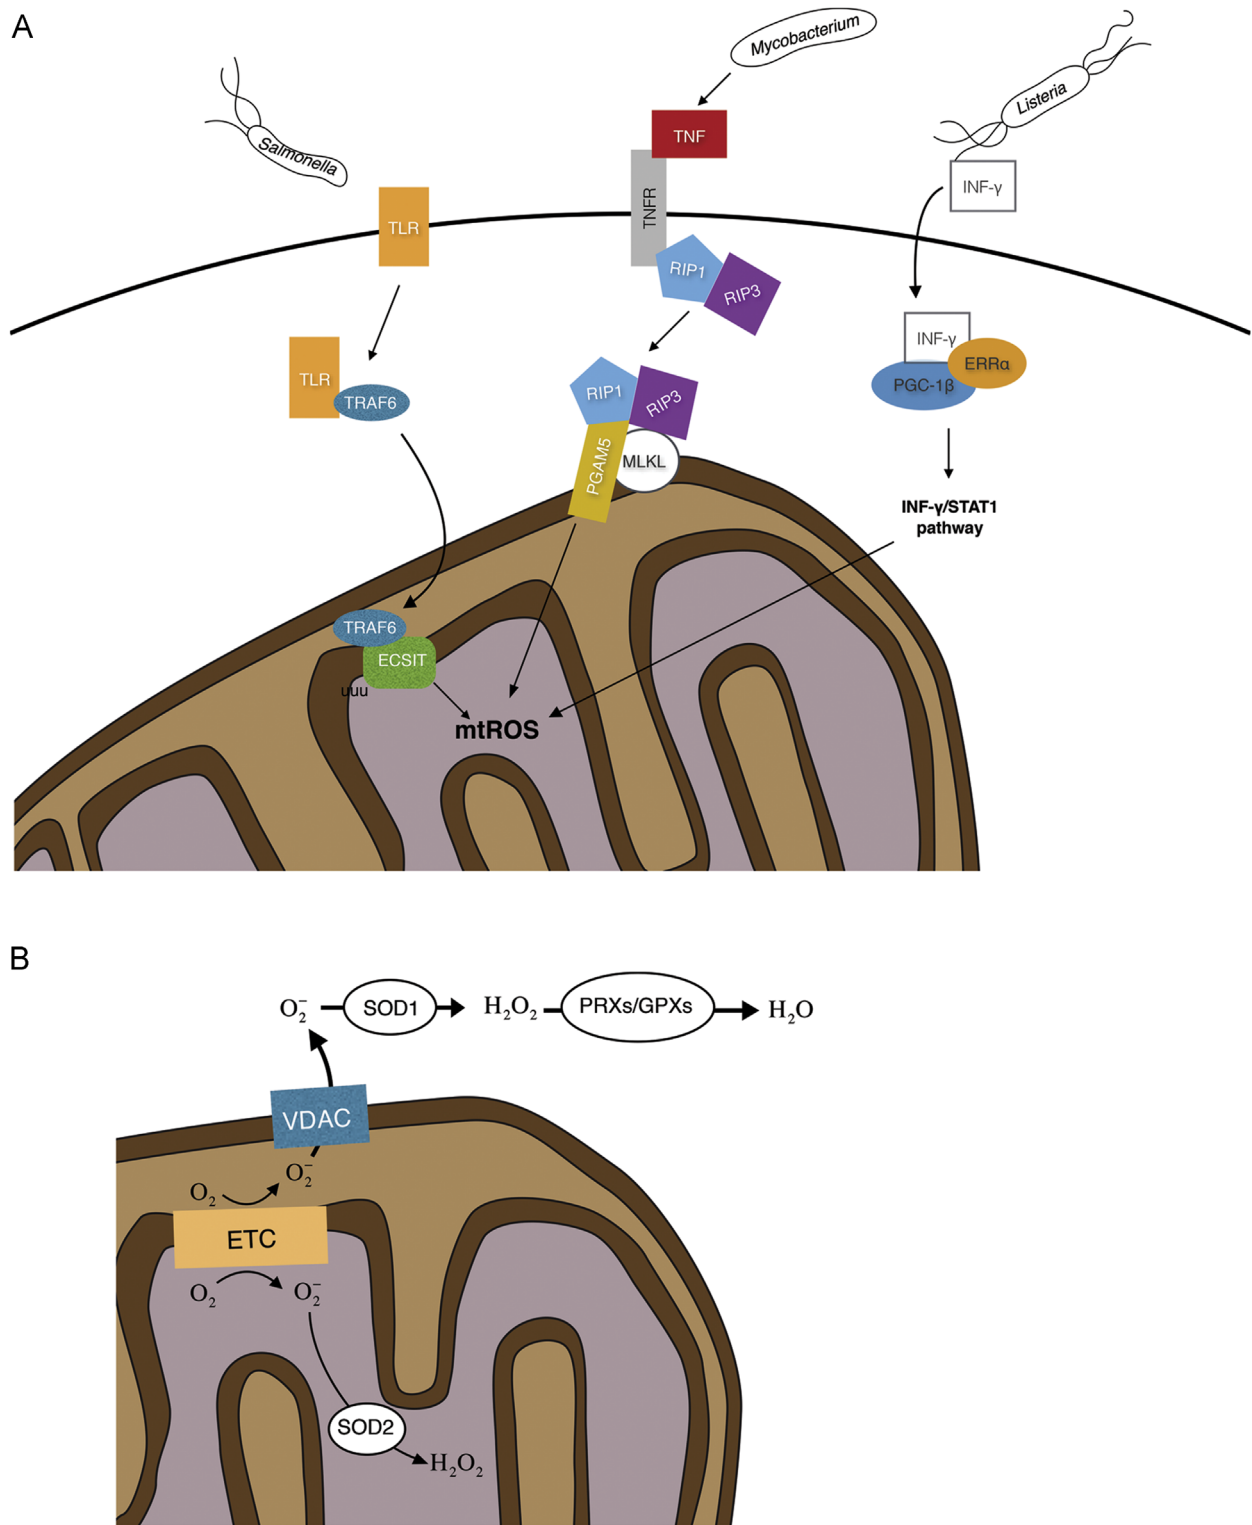 A
Mycobacterium
Listeria
Salmonella
TNF
TNFR
INF-γ
TLR
RIP1
RIP3
INF-γ
ERRα
PGC-1β
TLR
TRAF6
RIP1
RIP3
PGAM5
MLKL
INF-γ/STAT1
pathway
TRAF6
ECSIT
uuu
mtROS
B
O₂⁻ SOD1 H₂O₂ PRXs/GPXs H₂O
VDAC
O₂ O₂⁻
ETC
O₂ O₂⁻
SOD2
H₂O₂